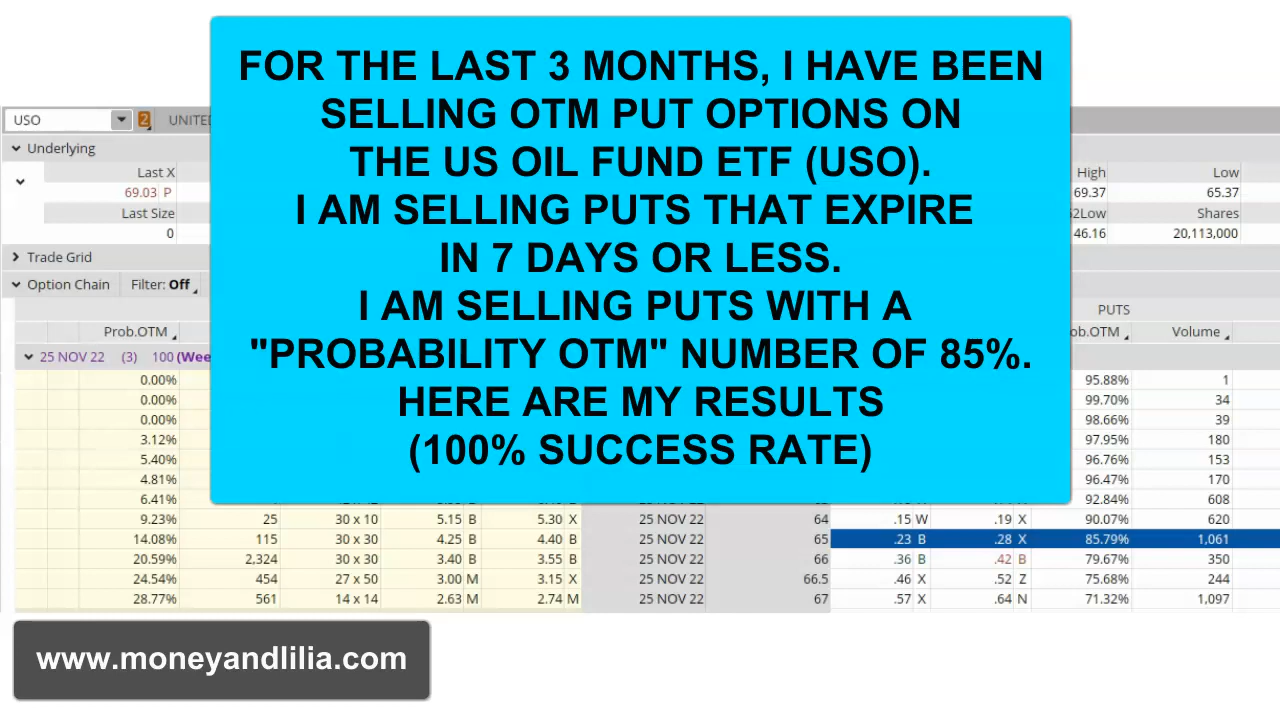 FOR THE LAST 3 MONTHS, I HAVE BEEN
SELLING OTM PUT OPTIONS ON
THE US OIL FUND ETF (USO).
I AM SELLING PUTS THAT EXPIRE
IN 7 DAYS OR LESS.
I AM SELLING PUTS WITH A
"PROBABILITY OTM" NUMBER OF 85%.
HERE ARE MY RESULTS
(100% SUCCESS RATE)
USO
Underlying
Last X High Low
69.03 P 69.37 65.37
Last Size Shares
0 46.16 20,113,000
Trade Grid
Option Chain Filter: Off
PUTS
Prob.OTM Volume
25 NOV 22 (3) 100
0.00% 95.88% 1
0.00% 99.70% 34
0.00% 98.66% 39
3.12% 97.95% 180
5.40% 96.76% 153
4.81% 96.47% 170
6.41% 92.84% 608
9.23% 25 30 x 10 5.15 B 5.30 X 25 NOV 22 64 .15 W .19 X 90.07% 620
14.08% 115 30 x 30 4.25 B 4.40 B 25 NOV 22 65 .23 B .28 X 85.79% 1,061
20.59% 2,324 30 x 30 3.40 B 3.55 B 25 NOV 22 66 .36 B .42 B 79.67% 350
24.54% 454 27 x 50 3.00 M 3.15 X 25 NOV 22 66.5 .46 X .52 Z 75.68% 244
28.77% 561 14 x 14 2.63 M 2.74 M 25 NOV 22 67 .57 X .64 N 71.32% 1,097
www.moneyandlilia.com